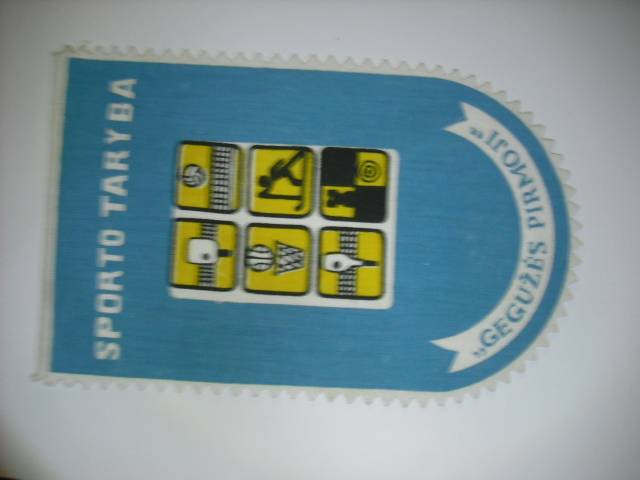 SPORTO TARYBA
„GEGUŽĖS PIRMOJI“